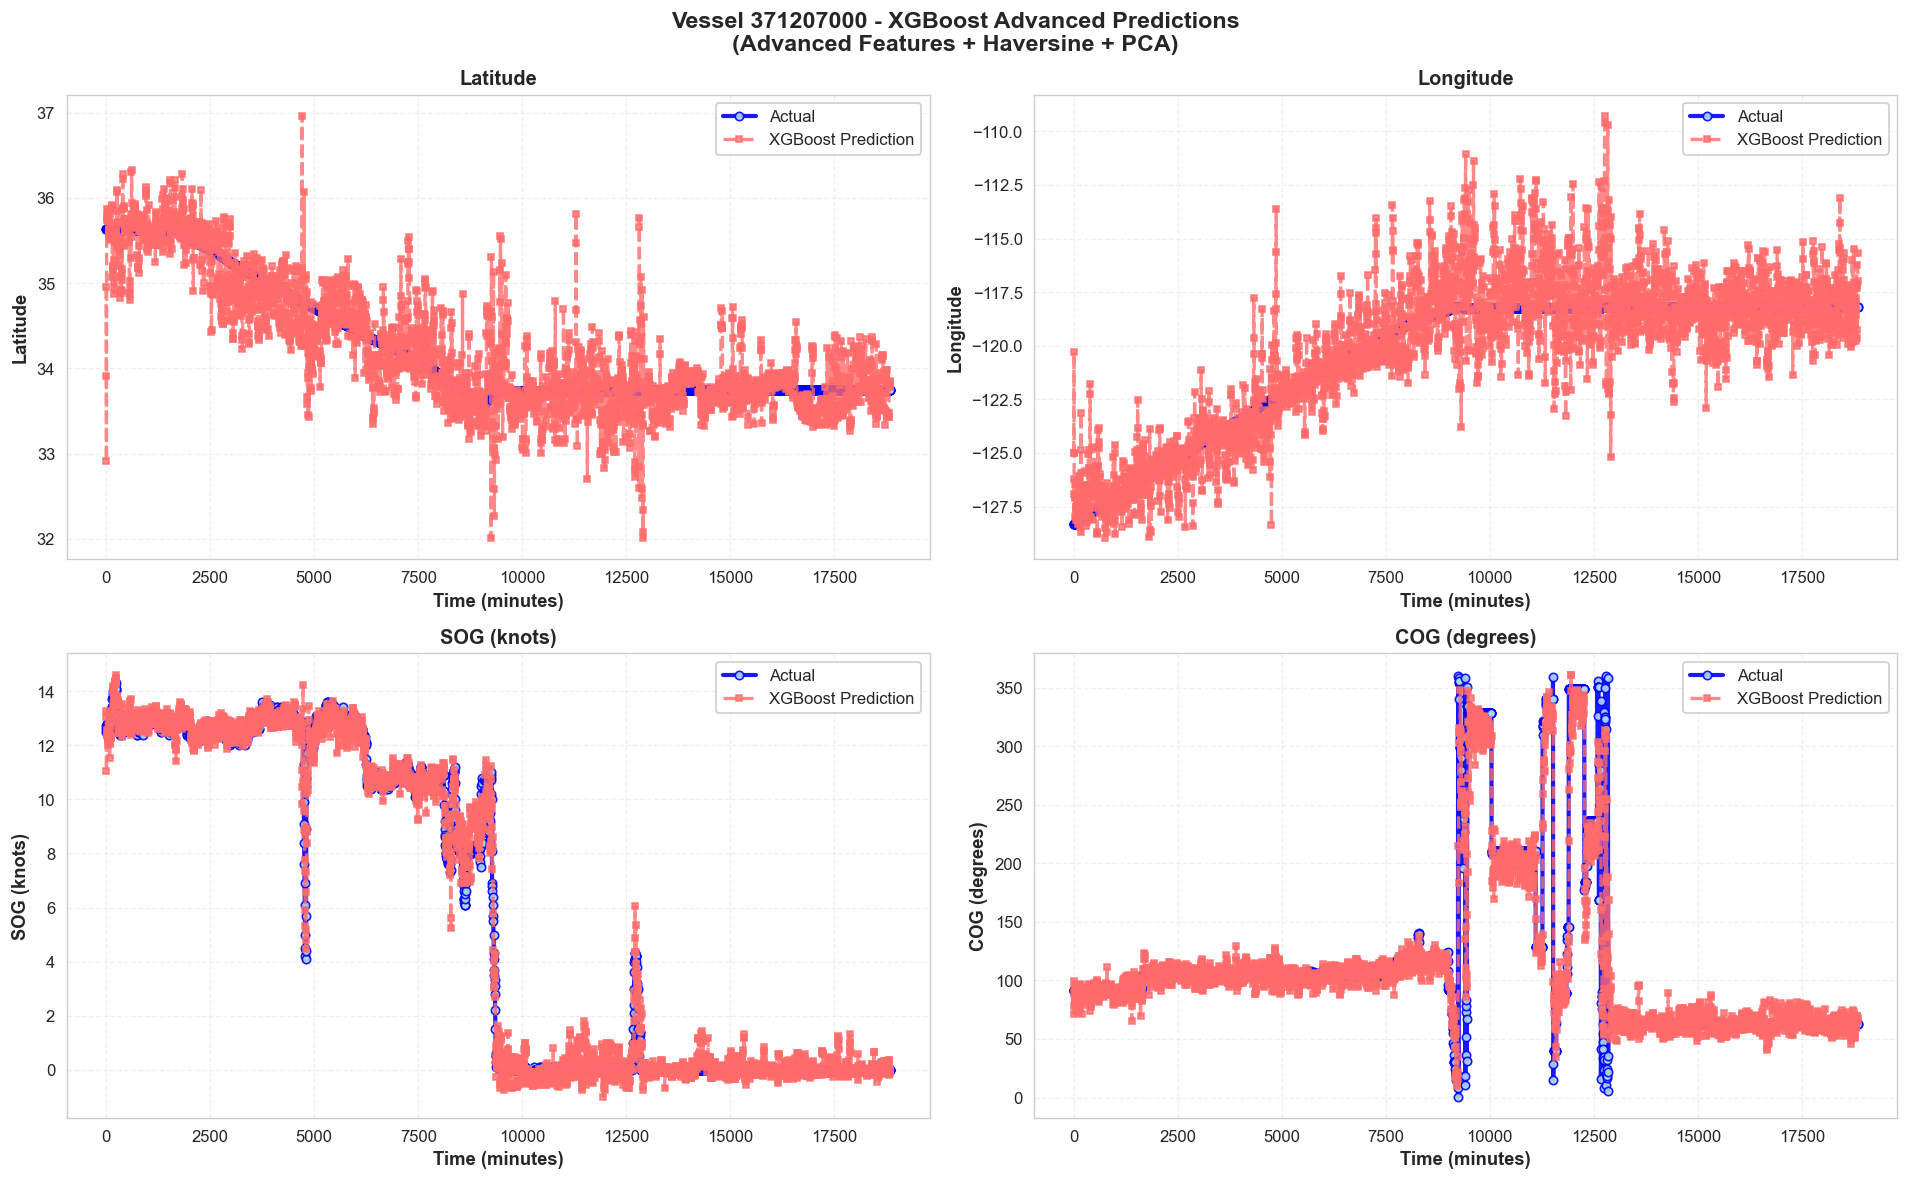 Vessel 371207000 - XGBoost Advanced Predictions
(Advanced Features + Haversine + PCA)
Latitude
Actual
XGBoost Prediction
37
36
35
34
33
32
Latitude
0
2500
5000
7500
10000
12500
15000
17500
Time (minutes)
Longitude
Actual
XGBoost Prediction
−110.0
−112.5
−115.0
−117.5
−120.0
−122.5
−125.0
−127.5
Longitude
0
2500
5000
7500
10000
12500
15000
17500
Time (minutes)
SOG (knots)
Actual
XGBoost Prediction
14
12
10
8
6
4
2
0
SOG (knots)
0
2500
5000
7500
10000
12500
15000
17500
Time (minutes)
COG (degrees)
Actual
XGBoost Prediction
350
300
250
200
150
100
50
0
COG (degrees)
0
2500
5000
7500
10000
12500
15000
17500
Time (minutes)